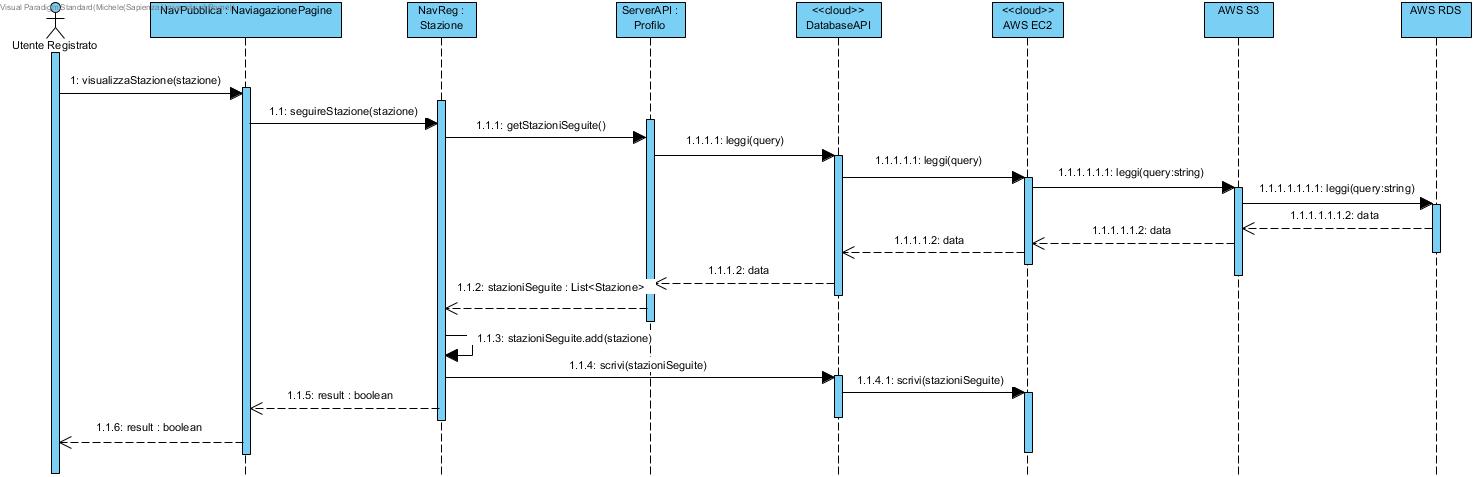 Visual Paradigm Standard(Michele(Sapienza
NavPubblica : NaviagazionePagine
NavReg :
Stazione
ServerAPI :
Profilo
<<cloud>>
DatabaseAPI
<<cloud>>
AWS EC2
AWS S3
AWS RDS
Utente Registrato
1: visualizzaStazione(stazione)
1.1: seguireStazione(stazione)
1.1.1: getStazioniSeguite()
1.1.1.1: leggi(query)
1.1.1.1.1: leggi(query)
1.1.1.1.1.1: leggi(query:string)
1.1.1.1.1.1.1: leggi(query:string)
1.1.1.1.1.1.2: data
1.1.1.1.1.2: data
1.1.1.1.2: data
1.1.1.2: data
1.1.2: stazioniSeguite : List<Stazione>
1.1.3: stazioniSeguite.add(stazione)
1.1.4: scrivi(stazioniSeguite)
1.1.4.1: scrivi(stazioniSeguite)
1.1.5: result : boolean
1.1.6: result : boolean